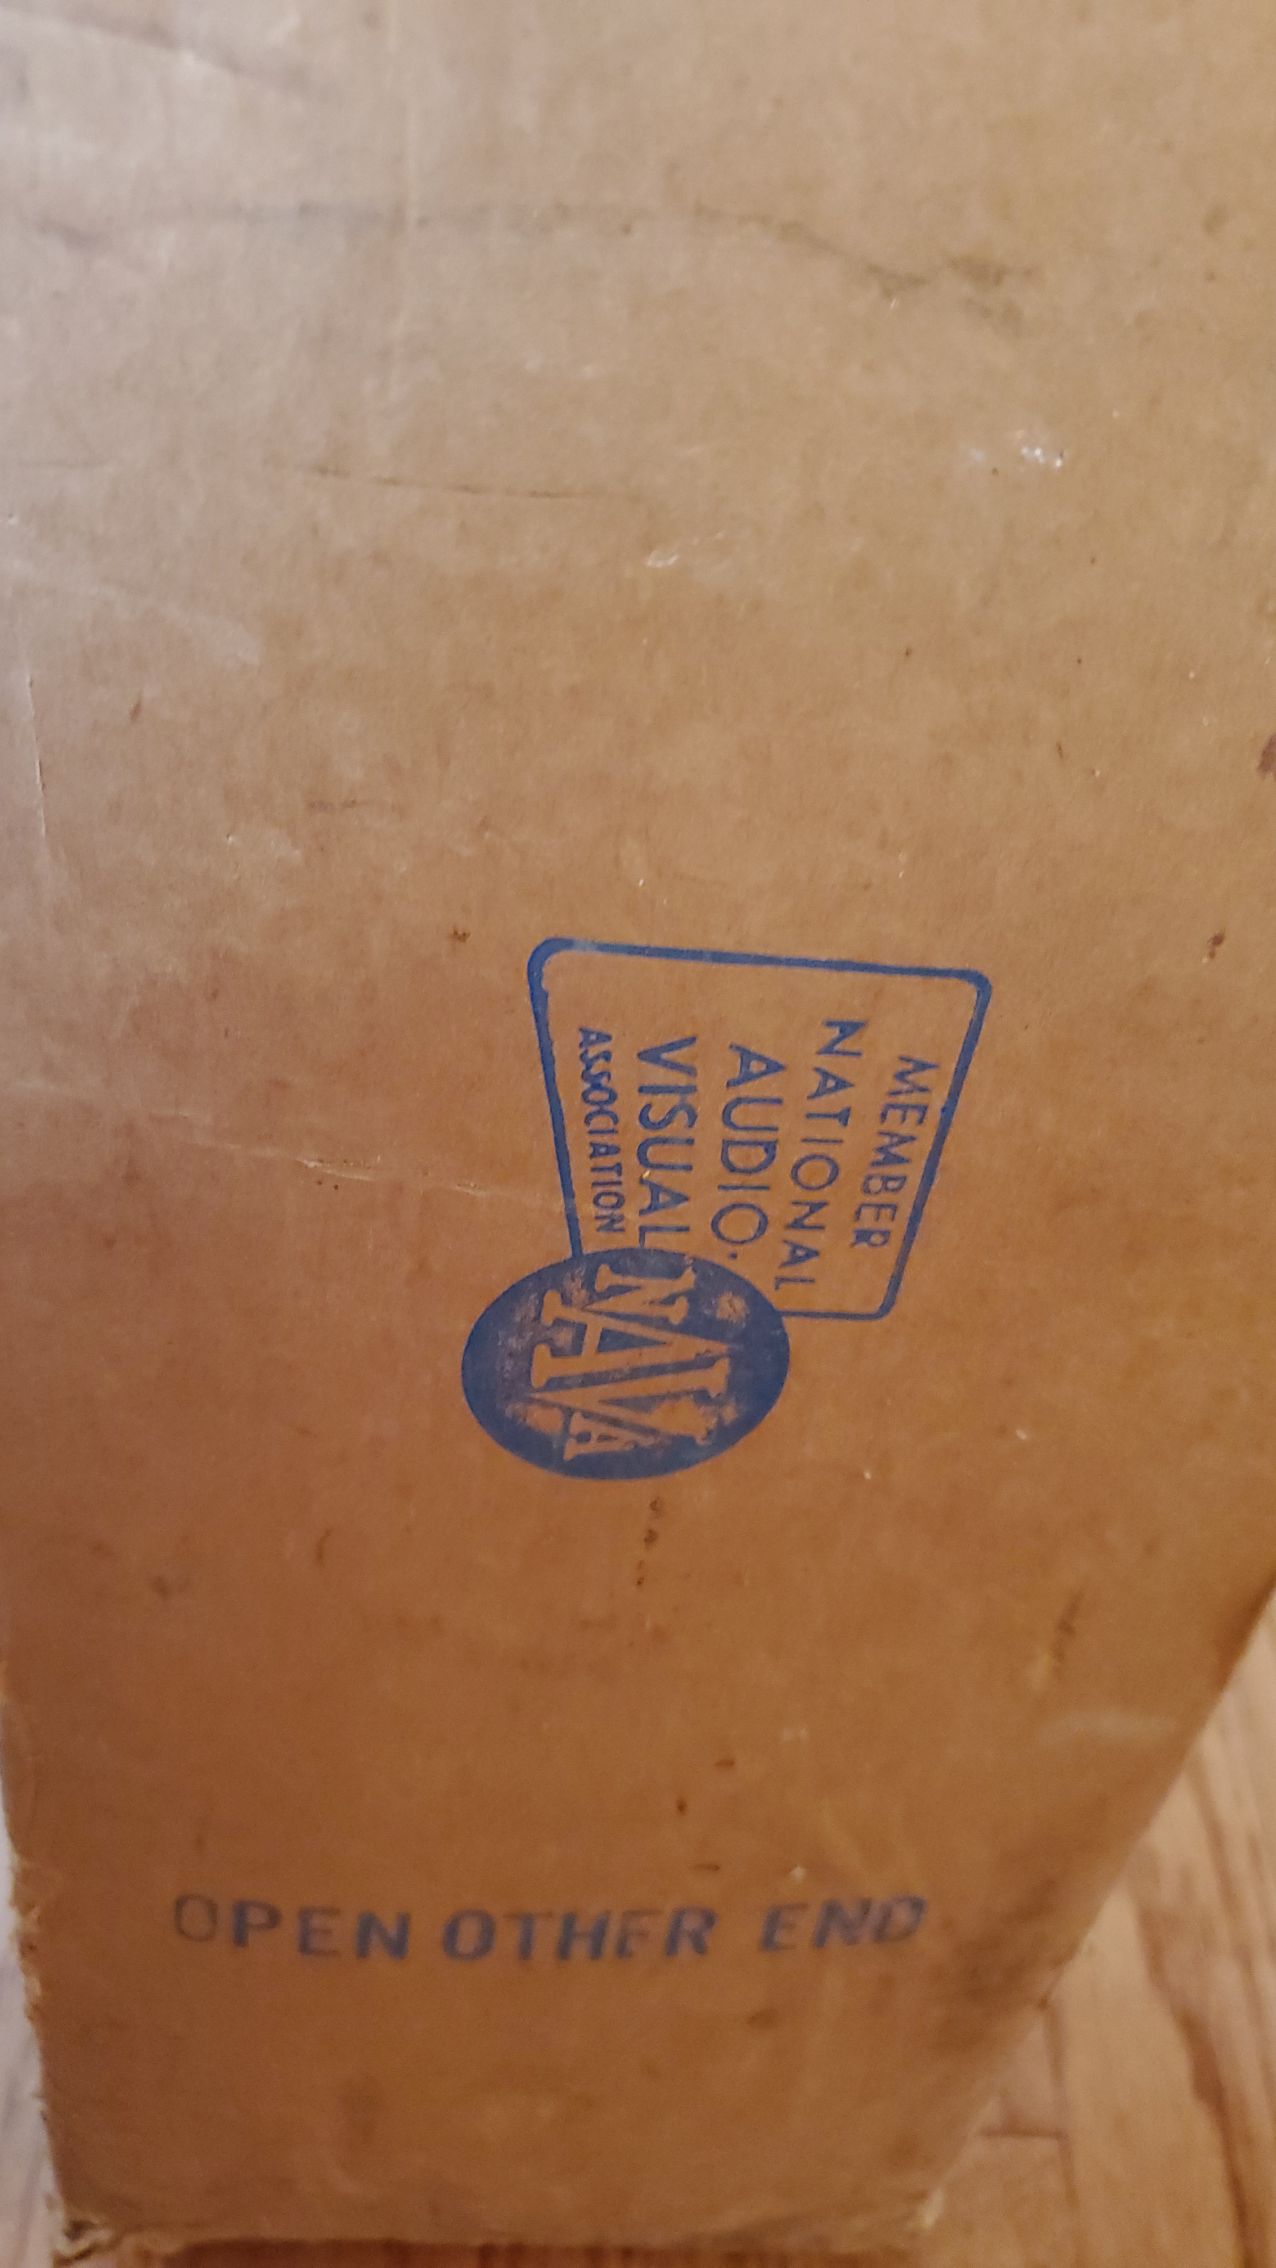 MEMBER
NATIONAL
AUDIO.
VISUAL
ASSOCIATION
NAVA
OPEN OTHER END